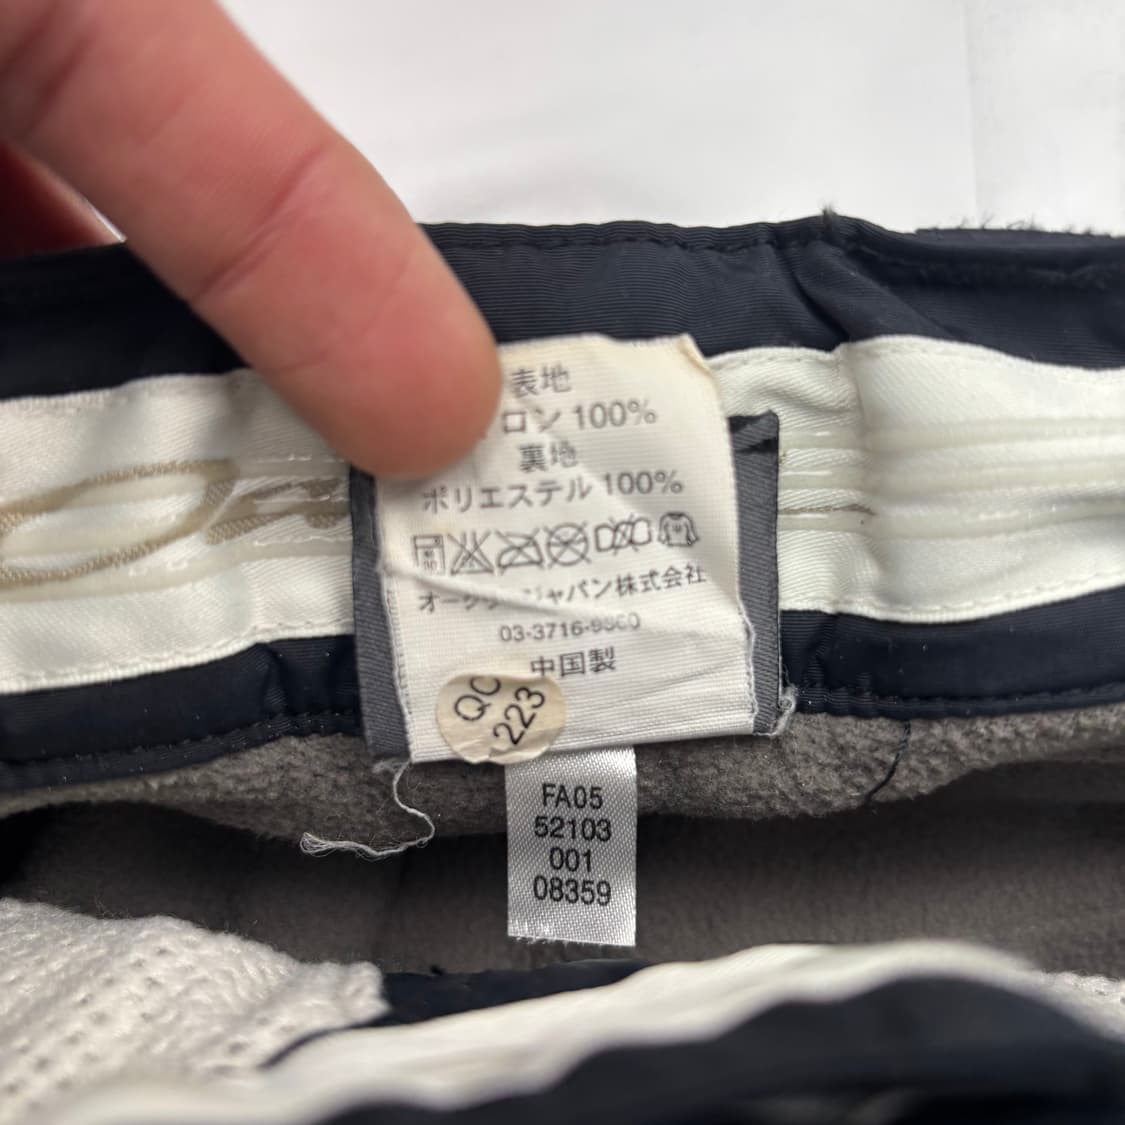 表地
ロン 100%
裏地
ポリエステル 100%
ジャパン株式会社
03-3716-
中国製
QC
223
FA05
52103
001
08359